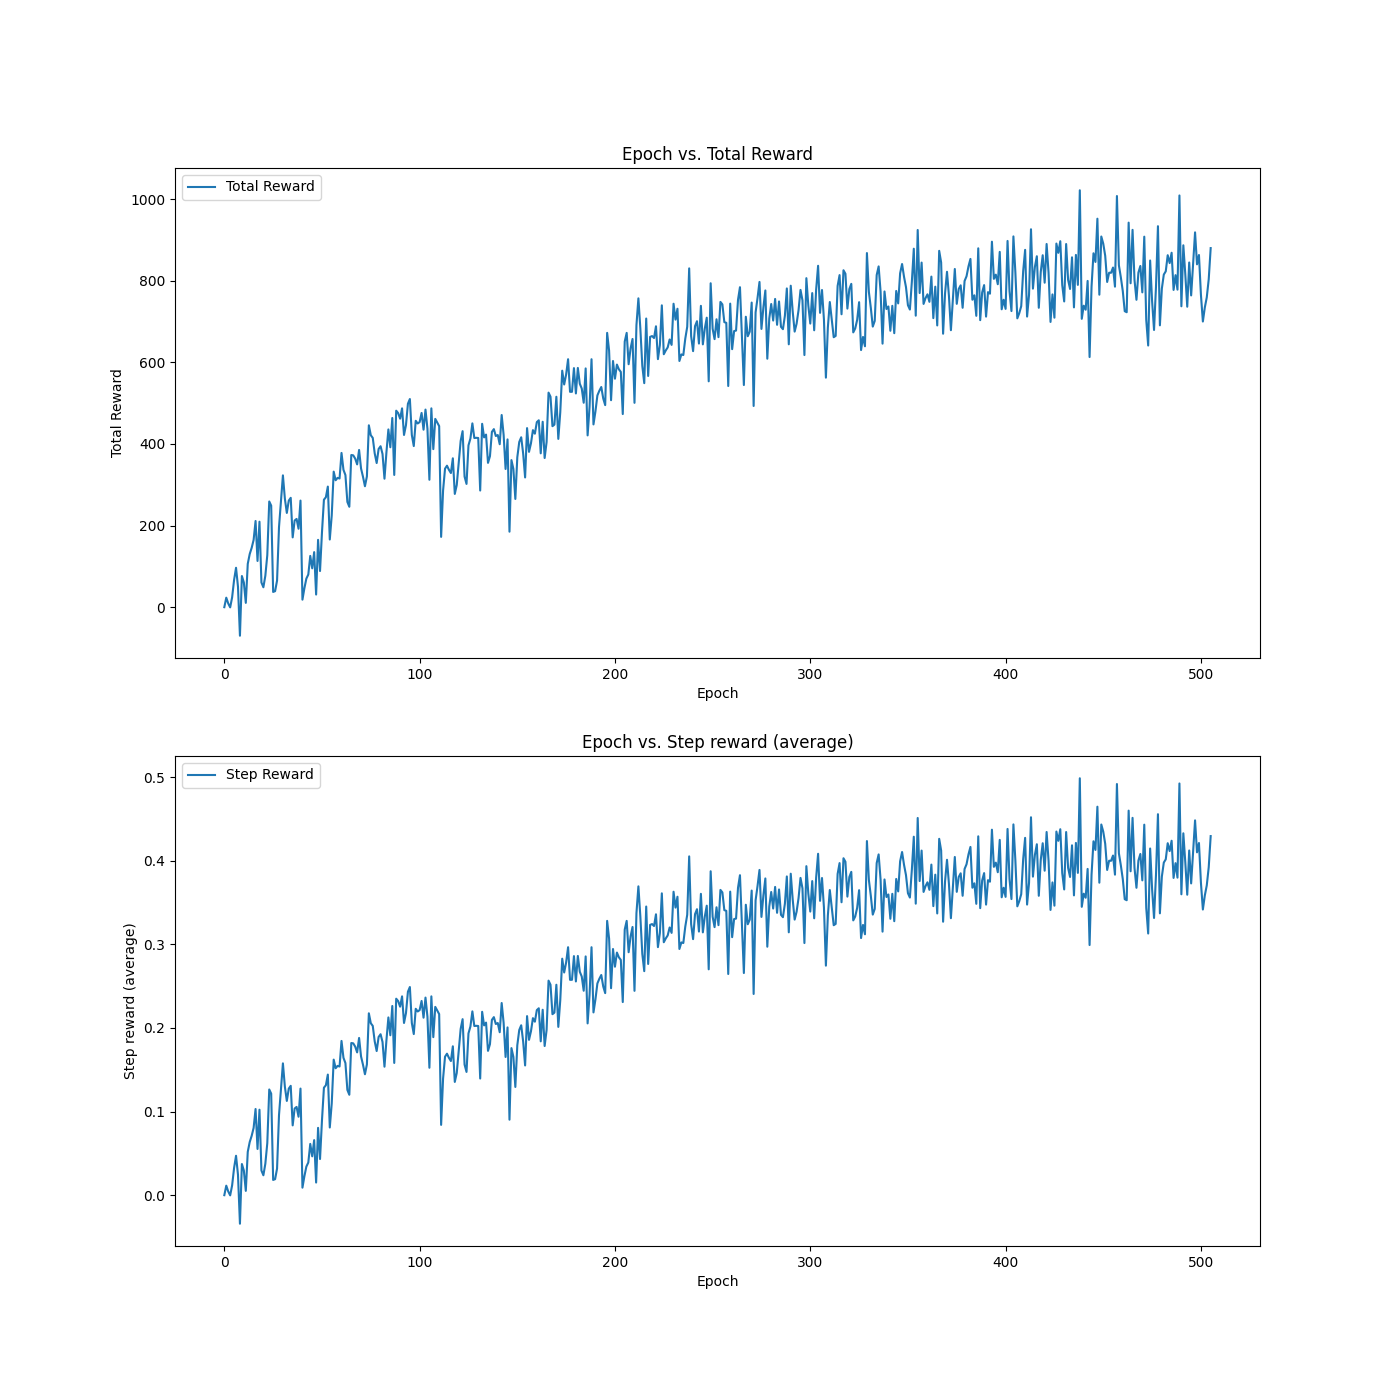 Epoch vs. Total Reward
Total Reward
1000
800
600
400
200
0
Total Reward
0 100 200 300 400 500
Epoch
Epoch vs. Step reward (average)
Step Reward
0.5
0.4
0.3
0.2
0.1
0.0
Step reward (average)
0 100 200 300 400 500
Epoch